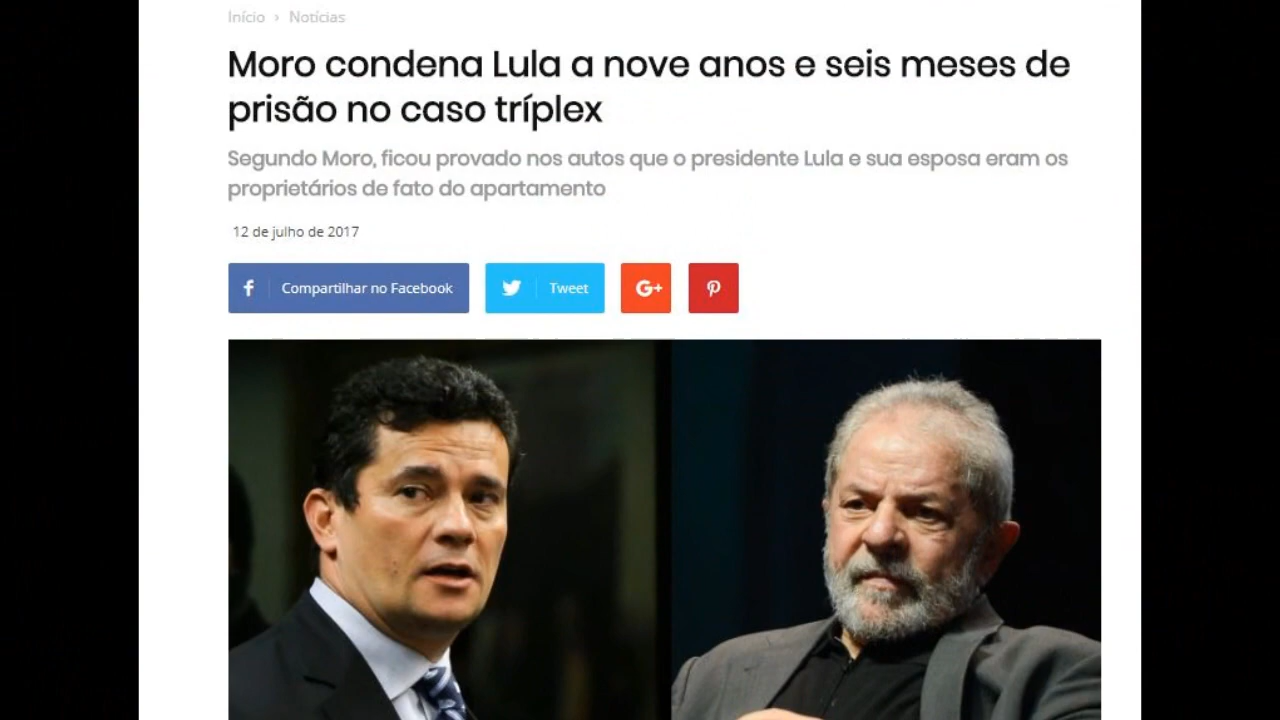 Início › Notícias
Moro condena Lula a nove anos e seis meses de
prisão no caso tríplex
Segundo Moro, ficou provado nos autos que o presidente Lula e sua esposa eram os
proprietários de fato do apartamento
12 de julho de 2017
f Compartilhar no Facebook Tweet G+